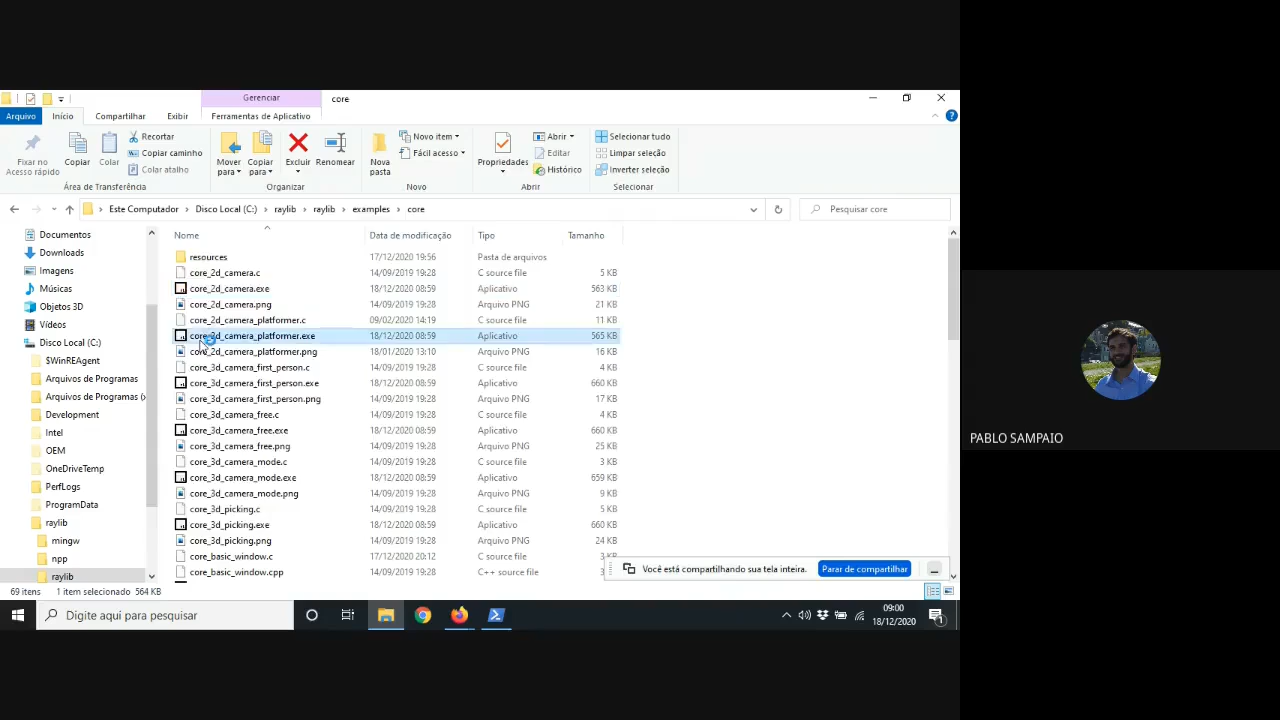 Gerenciar
core
Arquivo
Início
Compartilhar
Exibir
Ferramentas de Aplicativo
Fixar no
Acesso rápido
Copiar
Colar
Recortar
Copiar caminho
Colar atalho
Área de Transferência
Mover
para
Copiar
para
Excluir
Renomear
Organizar
Nova
pasta
Novo item
Fácil acesso
Novo
Propriedades
Abrir
Editar
Histórico
Abrir
Selecionar tudo
Limpar seleção
Inverter seleção
Selecionar
Este Computador
Disco Local (C:)
raylib
raylib
examples
core
Pesquisar core
Documentos
Downloads
Imagens
Músicas
Objetos 3D
Vídeos
Disco Local (C:)
$WinREAgent
Arquivos de Programas
Arquivos de Programas (
Development
Intel
OEM
OneDriveTemp
PerfLogs
ProgramData
raylib
mingw
npp
raylib
Nome Data de modificação Tipo Tamanho
resources 17/12/2020 19:56 Pasta de arquivos
core_2d_camera.c 14/09/2019 19:28 C source file 5 KB
core_2d_camera.exe 18/12/2020 08:59 Aplicativo 563 KB
core_2d_camera.png 14/09/2019 19:28 Arquivo PNG 21 KB
core_2d_camera_platformer.c 09/02/2020 14:19 C source file 11 KB
core_2d_camera_platformer.exe 18/12/2020 08:59 Aplicativo 565 KB
core_2d_camera_platformer.png 18/01/2020 13:10 Arquivo PNG 16 KB
core_3d_camera_first_person.c 14/09/2019 19:28 C source file 4 KB
core_3d_camera_first_person.exe 18/12/2020 08:59 Aplicativo 660 KB
core_3d_camera_first_person.png 14/09/2019 19:28 Arquivo PNG 17 KB
core_3d_camera_free.c 14/09/2019 19:28 C source file 4 KB
core_3d_camera_free.exe 18/12/2020 08:59 Aplicativo 660 KB
core_3d_camera_free.png 14/09/2019 19:28 Arquivo PNG 25 KB
core_3d_camera_mode.c 14/09/2019 19:28 C source file 3 KB
core_3d_camera_mode.exe 18/12/2020 08:59 Aplicativo 659 KB
core_3d_camera_mode.png 14/09/2019 19:28 Arquivo PNG 9 KB
core_3d_picking.c 14/09/2019 19:28 C source file 5 KB
core_3d_picking.exe 18/12/2020 08:59 Aplicativo 660 KB
core_3d_picking.png 14/09/2019 19:28 Arquivo PNG 24 KB
core_basic_window.c 17/12/2020 20:12 C source file 3 KB
core_basic_window.cpp 14/09/2019 19:28 C++ source file 3
Você está compartilhando sua tela inteira.
Parar de compartilhar
69 itens 1 item selecionado 564 KB
Digite aqui para pesquisar
09:00
18/12/2020
1
PABLO SAMPAIO